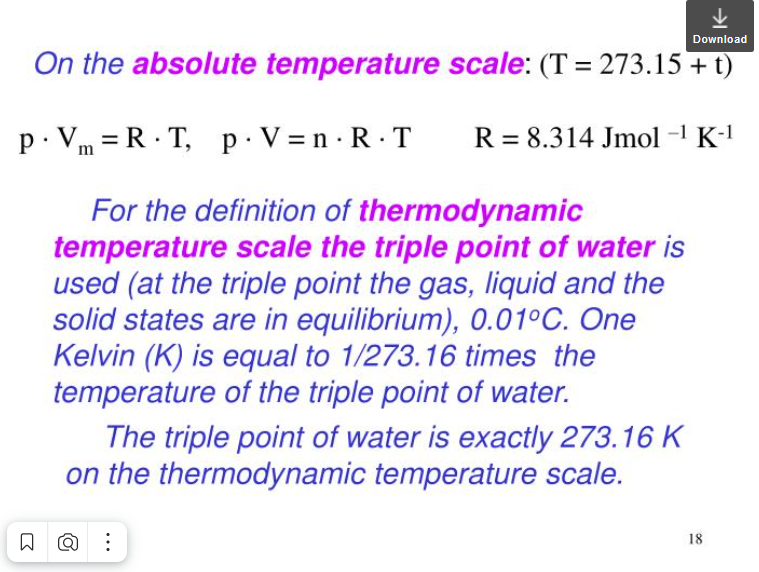 Download
On the absolute temperature scale: (T = 273.15 + t)
p · Vm = R · T, p · V = n · R · T R = 8.314 Jmol –1 K-1
For the definition of thermodynamic
temperature scale the triple point of water is
used (at the triple point the gas, liquid and the
solid states are in equilibrium), 0.01oC. One
Kelvin (K) is equal to 1/273.16 times the
temperature of the triple point of water.
The triple point of water is exactly 273.16 K
on the thermodynamic temperature scale.
18